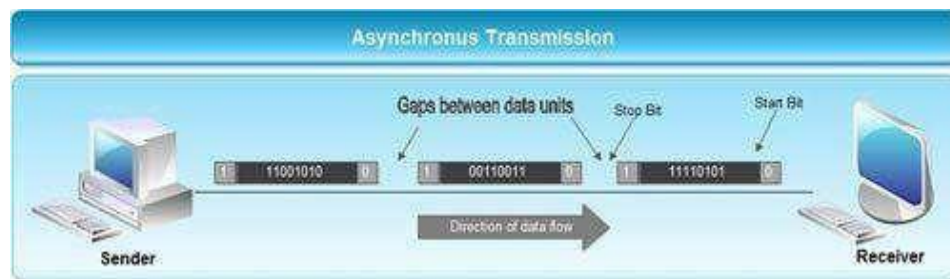 Asynchronus Transmission
Gaps between data units
Stop Bit
Start Bit
1 11001010 0
1 00110011 0
1 11110101 0
Direction of data flow
Sender
Receiver